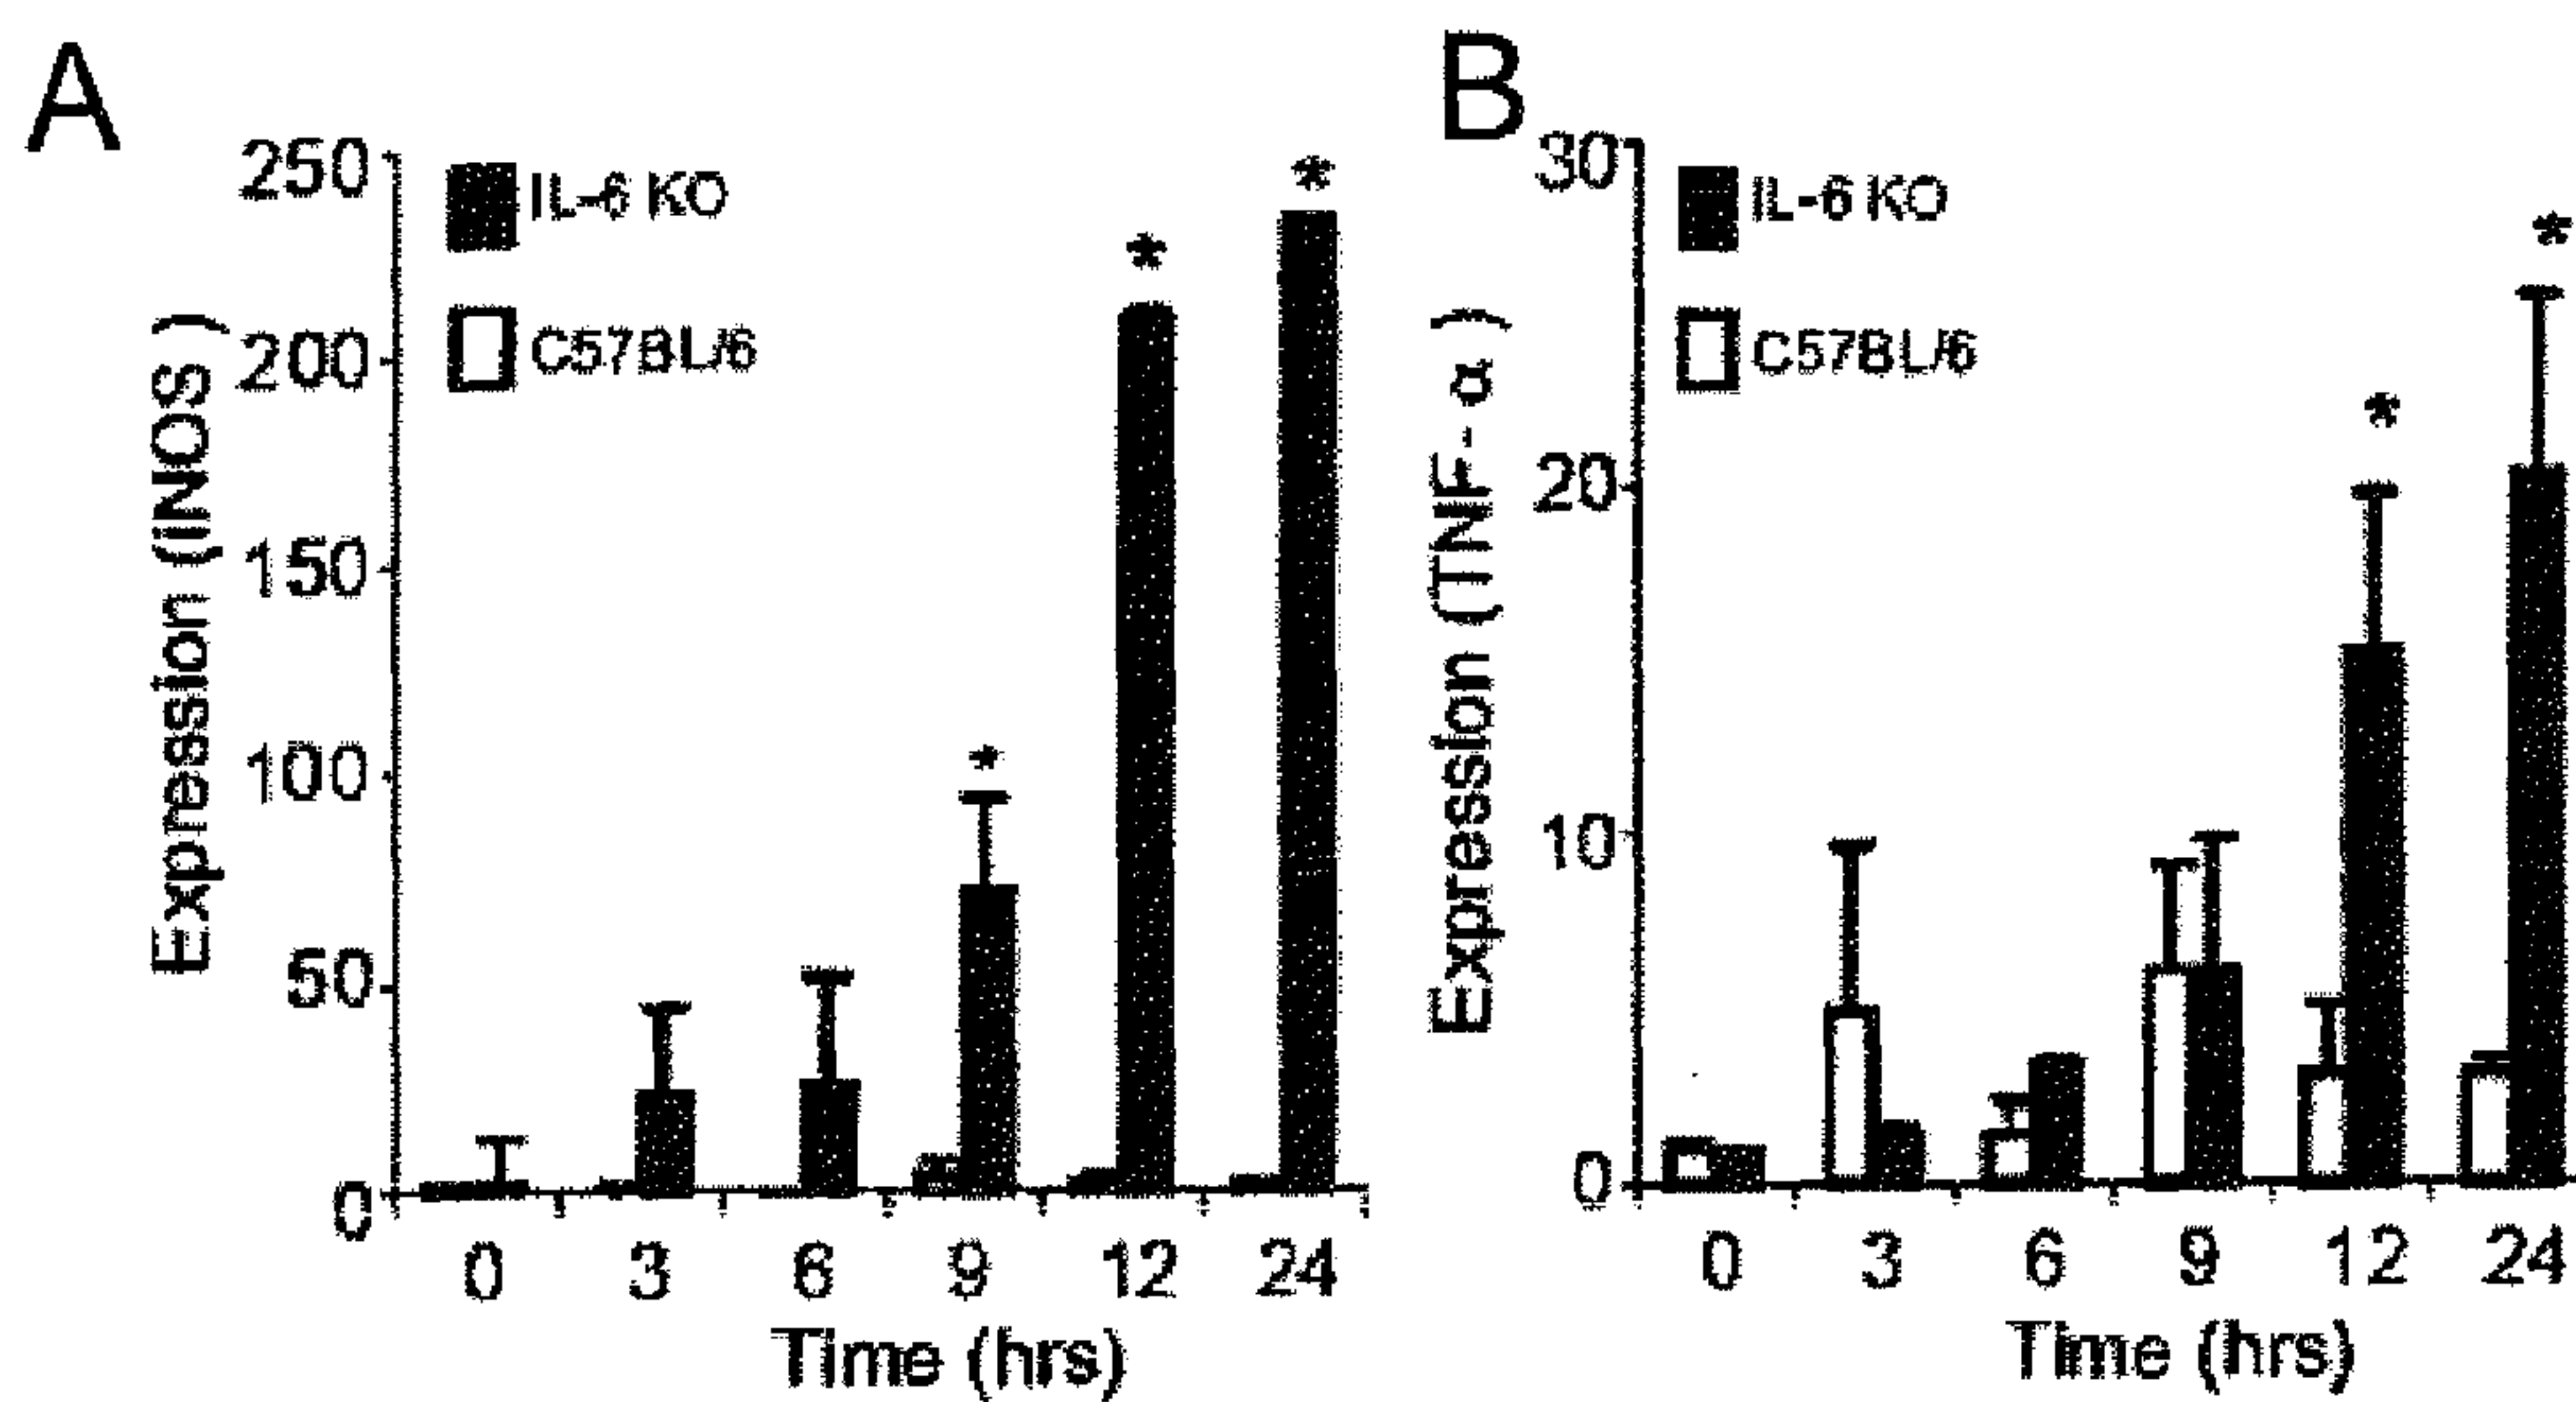 A
Expression (iNOS )
250
200
150
100
50
0
IL-6 KO
C57BL/6
*
*
*
0 3 6 9 12 24
Time (hrs)
B
Expression (TNF- α )
30
20
10
0
IL-6 KO
C57BL/6
*
*
0 3 6 9 12 24
Time (hrs)